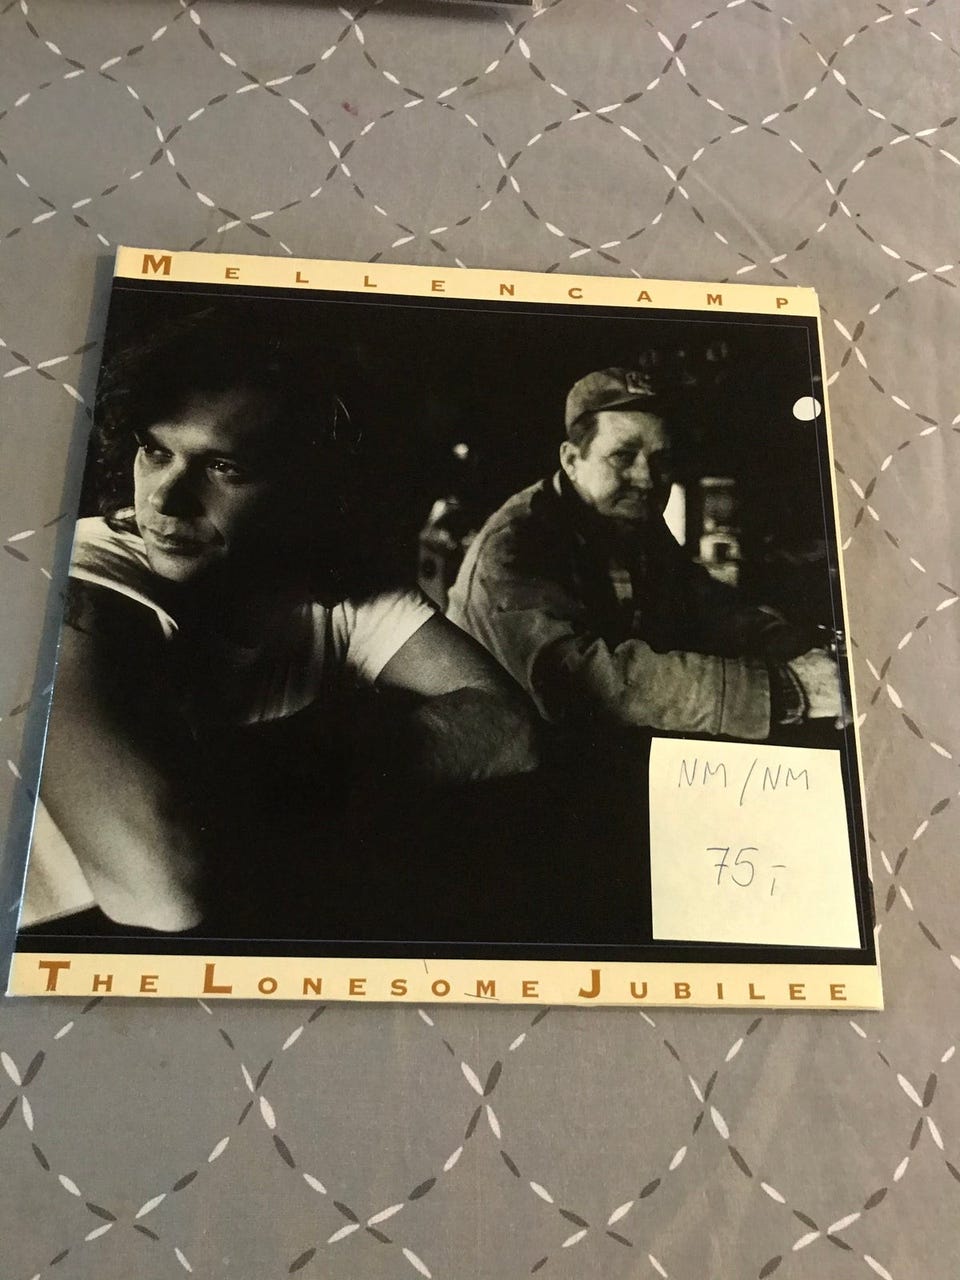 MELLENCAMP
NM/NM
75,-
THE LONESOME JUBILEE